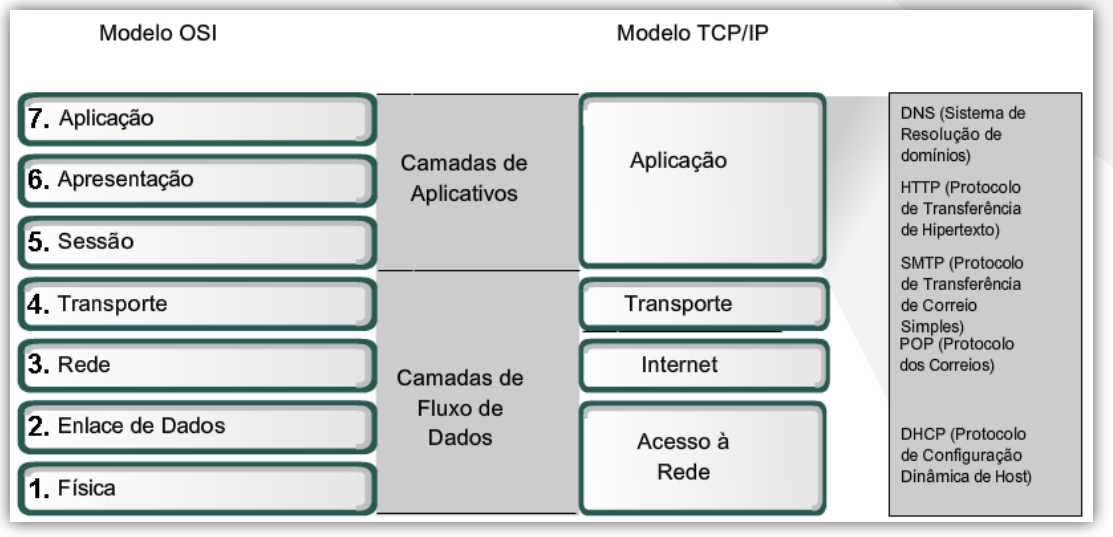 Modelo OSI
Modelo TCP/IP
7. Aplicação
6. Apresentação
5. Sessão
4. Transporte
3. Rede
2. Enlace de Dados
1. Física
Camadas de
Aplicativos
Camadas de
Fluxo de
Dados
Aplicação
Transporte
Internet
Acesso à
Rede
DNS (Sistema de
Resolução de
domínios)
HTTP (Protocolo
de Transferência
de Hipertexto)
SMTP (Protocolo
de Transferência
de Correio
Simples)
POP (Protocolo
dos Correios)
DHCP (Protocolo
de Configuração
Dinâmica de Host)